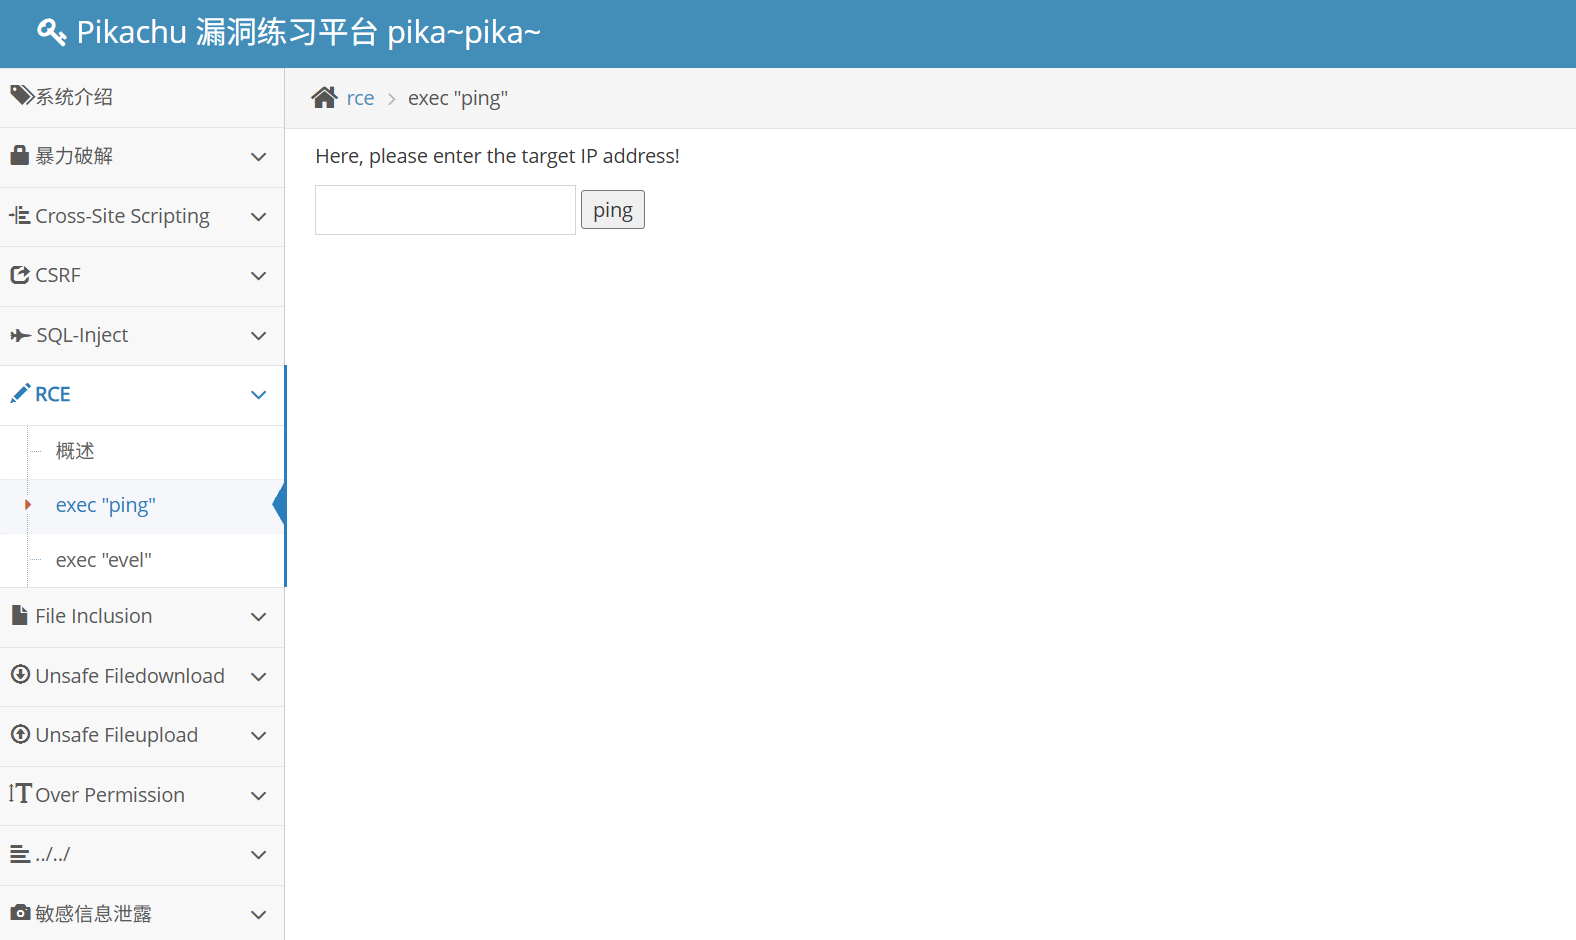 Pikachu 漏洞练习平台 pika~pika~
系统介绍
暴力破解
Cross-Site Scripting
CSRF
SQL-Inject
RCE
概述
exec "ping"
exec "evel"
File Inclusion
Unsafe Filedownload
Unsafe Fileupload
Over Permission
../../
敏感信息泄露
rce > exec "ping"
Here, please enter the target IP address!
ping